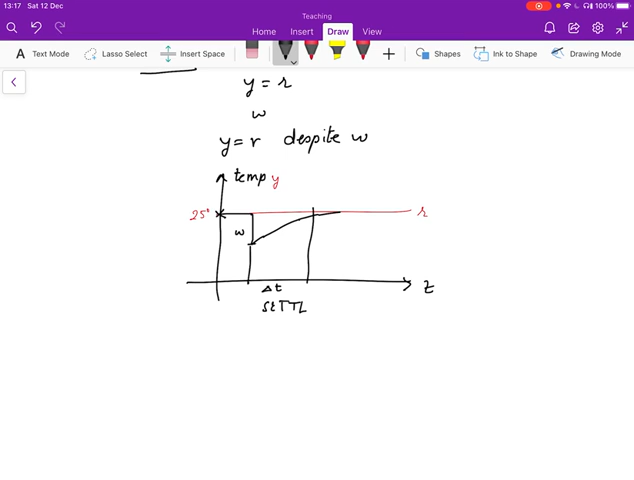 13:17 Sat 12 Dec
100%
Teaching
Home Insert Draw View
Text Mode Lasso Select Insert Space Shapes Ink to Shape Drawing Mode
y = r
w
y = r despite w
temp y
25°
r
w
Δt
t